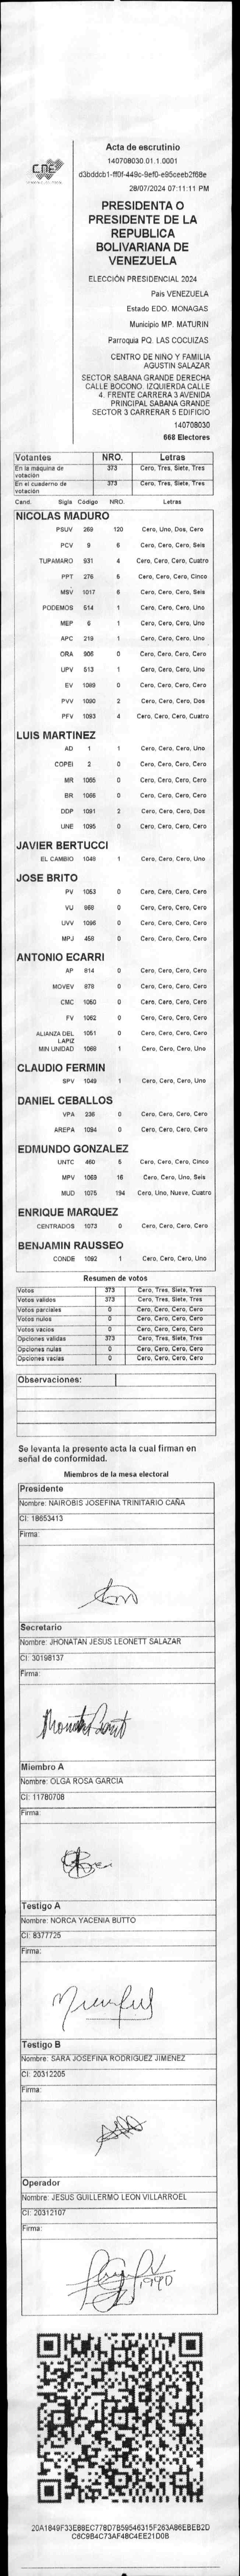 CNE
Acta de escrutinio
140708030.01.1.0001
d3bddcb1-ff0f-449c-9ef0-e95ceeb2f68e
28/07/2024 07:11:11 PM
PRESIDENTA O
PRESIDENTE DE LA
REPUBLICA
BOLIVARIANA DE
VENEZUELA
ELECCIÓN PRESIDENCIAL 2024
Pais VENEZUELA
Estado EDO. MONAGAS
Municipio MP. MATURIN
Parroquia PQ. LAS COCUIZAS
CENTRO DE NIÑO Y FAMILIA
AGUSTIN SALAZAR
SECTOR SABANA GRANDE DERECHA
CALLE BOCONO. IZQUIERDA CALLE
4. FRENTE CARRERA 3 AVENIDA
PRINCIPAL SABANA GRANDE
SECTOR 3 CARRERAR 5 EDIFICIO
140708030
668 Electores
Votantes NRO. Letras
En la máquina de votación 373 Cero, Tres, Siete, Tres
En el cuaderno de votación 373 Cero, Tres, Siete, Tres
Cand. Sigla Código NRO. Letras
NICOLAS MADURO
PSUV 269 120 Cero, Uno, Dos, Cero
PCV 9 6 Cero, Cero, Cero, Seis
TUPAMARO 931 4 Cero, Cero, Cero, Cuatro
PPT 276 5 Cero, Cero, Cero, Cinco
MSV 1017 6 Cero, Cero, Cero, Seis
PODEMOS 514 1 Cero, Cero, Cero, Uno
MEP 6 1 Cero, Cero, Cero, Uno
APC 219 1 Cero, Cero, Cero, Uno
ORA 906 0 Cero, Cero, Cero, Cero
UPV 513 1 Cero, Cero, Cero, Uno
EV 1089 0 Cero, Cero, Cero, Cero
PVV 1090 2 Cero, Cero, Cero, Dos
PFV 1093 4 Cero, Cero, Cero, Cuatro
LUIS MARTINEZ
AD 1 1 Cero, Cero, Cero, Uno
COPEI 2 0 Cero, Cero, Cero, Cero
MR 1065 0 Cero, Cero, Cero, Cero
BR 1066 0 Cero, Cero, Cero, Cero
DDP 1091 2 Cero, Cero, Cero, Dos
UNE 1095 0 Cero, Cero, Cero, Cero
JAVIER BERTUCCI
EL CAMBIO 1048 1 Cero, Cero, Cero, Uno
JOSE BRITO
PV 1053 0 Cero, Cero, Cero, Cero
VU 868 0 Cero, Cero, Cero, Cero
UVV 1096 0 Cero, Cero, Cero, Cero
MPJ 458 0 Cero, Cero, Cero, Cero
ANTONIO ECARRI
AP 814 0 Cero, Cero, Cero, Cero
MOVEV 878 0 Cero, Cero, Cero, Cero
CMC 1060 0 Cero, Cero, Cero, Cero
FV 1062 0 Cero, Cero, Cero, Cero
ALIANZA DEL LAPIZ 1051 0 Cero, Cero, Cero, Cero
MIN UNIDAD 1088 1 Cero, Cero, Cero, Uno
CLAUDIO FERMIN
SPV 1049 1 Cero, Cero, Cero, Uno
DANIEL CEBALLOS
VPA 238 0 Cero, Cero, Cero, Cero
AREPA 1094 0 Cero, Cero, Cero, Cero
EDMUNDO GONZALEZ
UNTC 460 5 Cero, Cero, Cero, Cinco
MPV 1069 16 Cero, Cero, Uno, Seis
MUD 1075 194 Cero, Uno, Nueve, Cuatro
ENRIQUE MARQUEZ
CENTRADOS 1073 0 Cero, Cero, Cero, Cero
BENJAMIN RAUSSEO
CONDE 1092 1 Cero, Cero, Cero, Uno
Resumen de votos
Votos 373 Cero, Tres, Siete, Tres
Votos validos 373 Cero, Tres, Siete, Tres
Votos parciales 0 Cero, Cero, Cero, Cero
Votos nulos 0 Cero, Cero, Cero, Cero
Votos vacios 0 Cero, Cero, Cero, Cero
Opciones validas 373 Cero, Tres, Siete, Tres
Opciones nulas 0 Cero, Cero, Cero, Cero
Opciones vacias 0 Cero, Cero, Cero, Cero
Observaciones:
Se levanta la presente acta la cual firman en
señal de conformidad.
Miembros de la mesa electoral
Presidente
Nombre: NAIROBIS JOSEFINA TRINITARIO CAÑA
CI: 18653413
Firma:
Secretario
Nombre: JHONATAN JESUS LEONETT SALAZAR
CI: 30198137
Firma:
Miembro A
Nombre: OLGA ROSA GARCIA
CI: 11780708
Firma:
Testigo A
Nombre: NORCA YACENIA BUTTO
CI: 8377725
Firma:
Testigo B
Nombre: SARA JOSEFINA RODRIGUEZ JIMENEZ
CI: 20312205
Firma:
Operador
Nombre: JESUS GUILLERMO LEON VILLARROEL
CI: 20312107
Firma:
1990
20A1849F33E88EC778D7B59546315F263A86EBEB2D
C6C9B4C73AF48C4EE21D0B